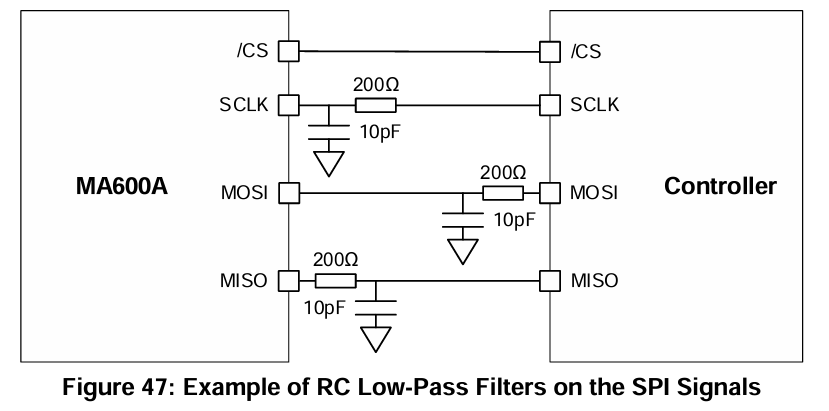 /CS /CS
200Ω
SCLK SCLK
10pF
200Ω
MA600A MOSI MOSI Controller
10pF
200Ω
MISO MISO
10pF
Figure 47: Example of RC Low-Pass Filters on the SPI Signals